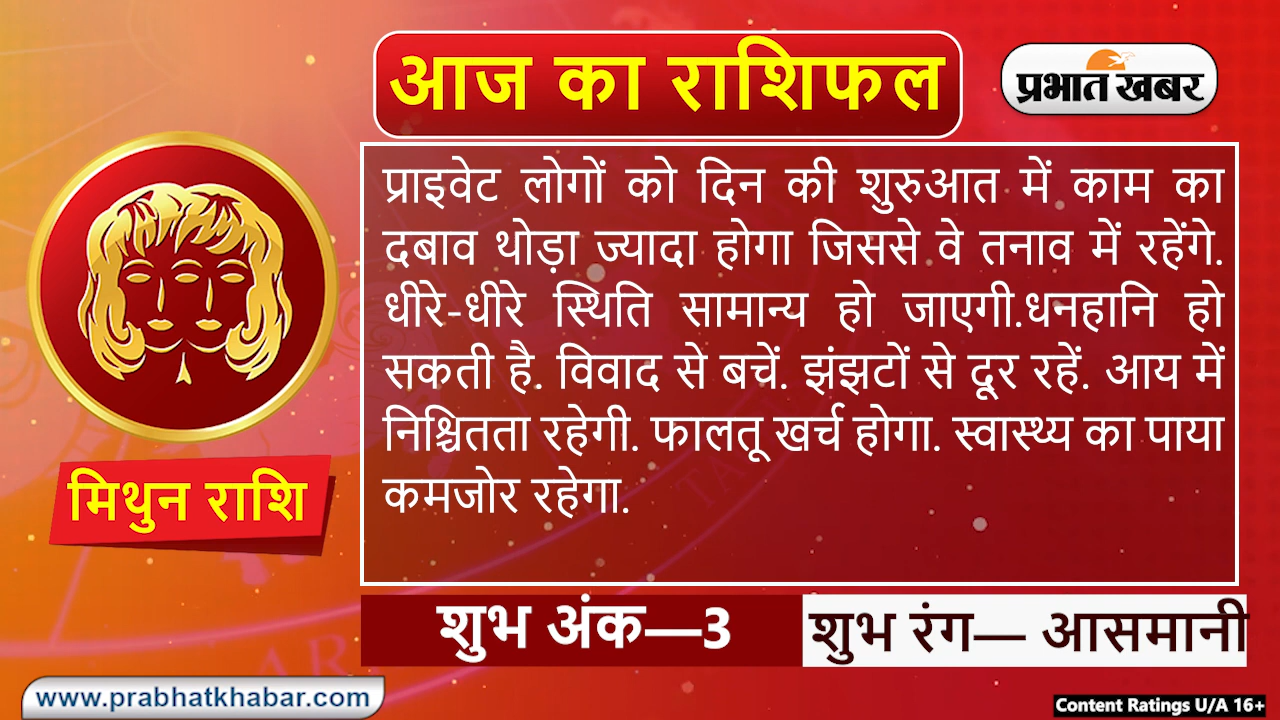 आज का राशिफल
प्रभात खबर
प्राइवेट लोगों को दिन की शुरुआत में काम का
दबाव थोड़ा ज्यादा होगा जिससे वे तनाव में रहेंगे.
धीरे-धीरे स्थिति सामान्य हो जाएगी.धनहानि हो
सकती है. विवाद से बचें. झंझटों से दूर रहें. आय में
निश्चितता रहेगी. फालतू खर्च होगा. स्वास्थ्य का पाया
कमजोर रहेगा.
मिथुन राशि
शुभ अंक—3
शुभ रंग— आसमानी
www.prabhatkhabar.com
Content Ratings U/A 16+